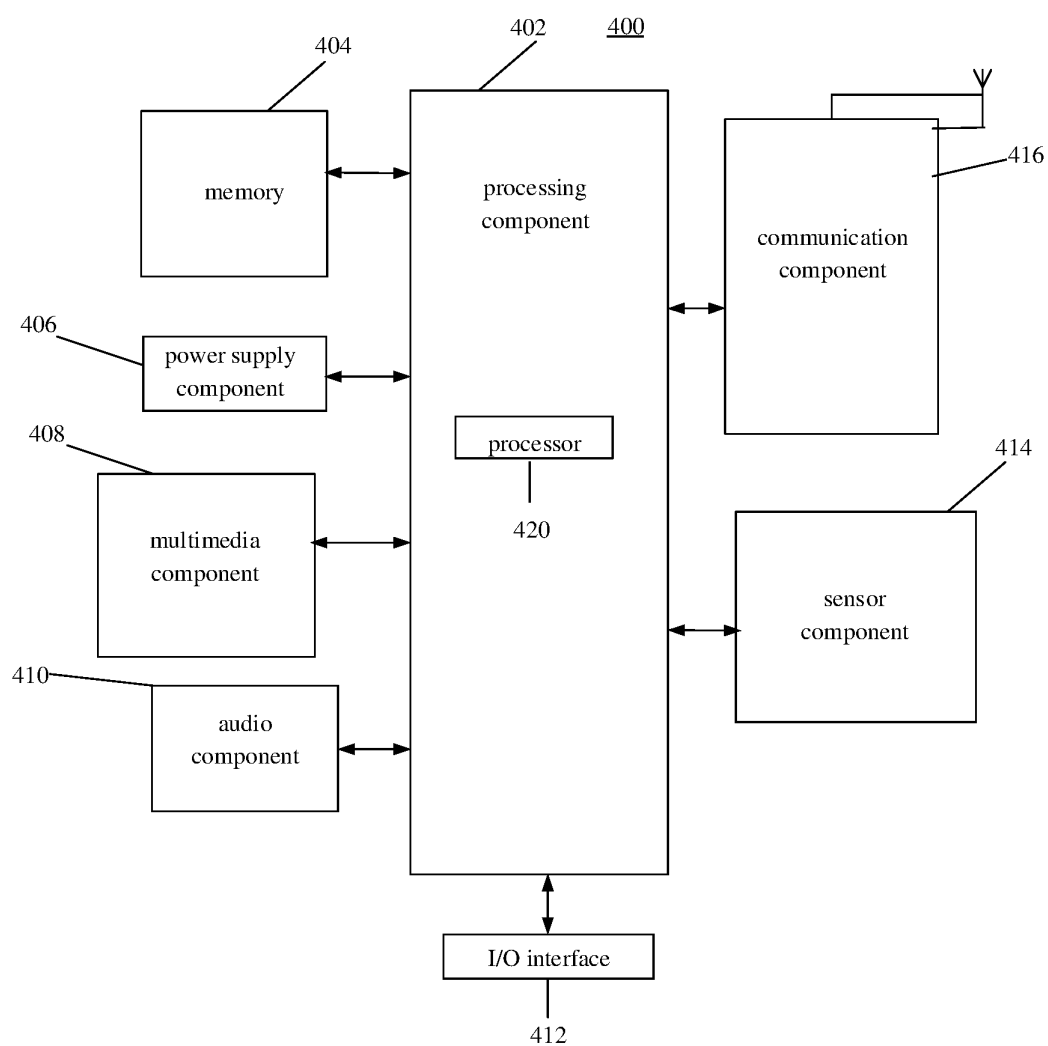 404
402
400
memory
processing
component
416
communication
component
406
power supply
component
408
processor
420
414
multimedia
component
sensor
component
410
audio
component
I/O interface
412